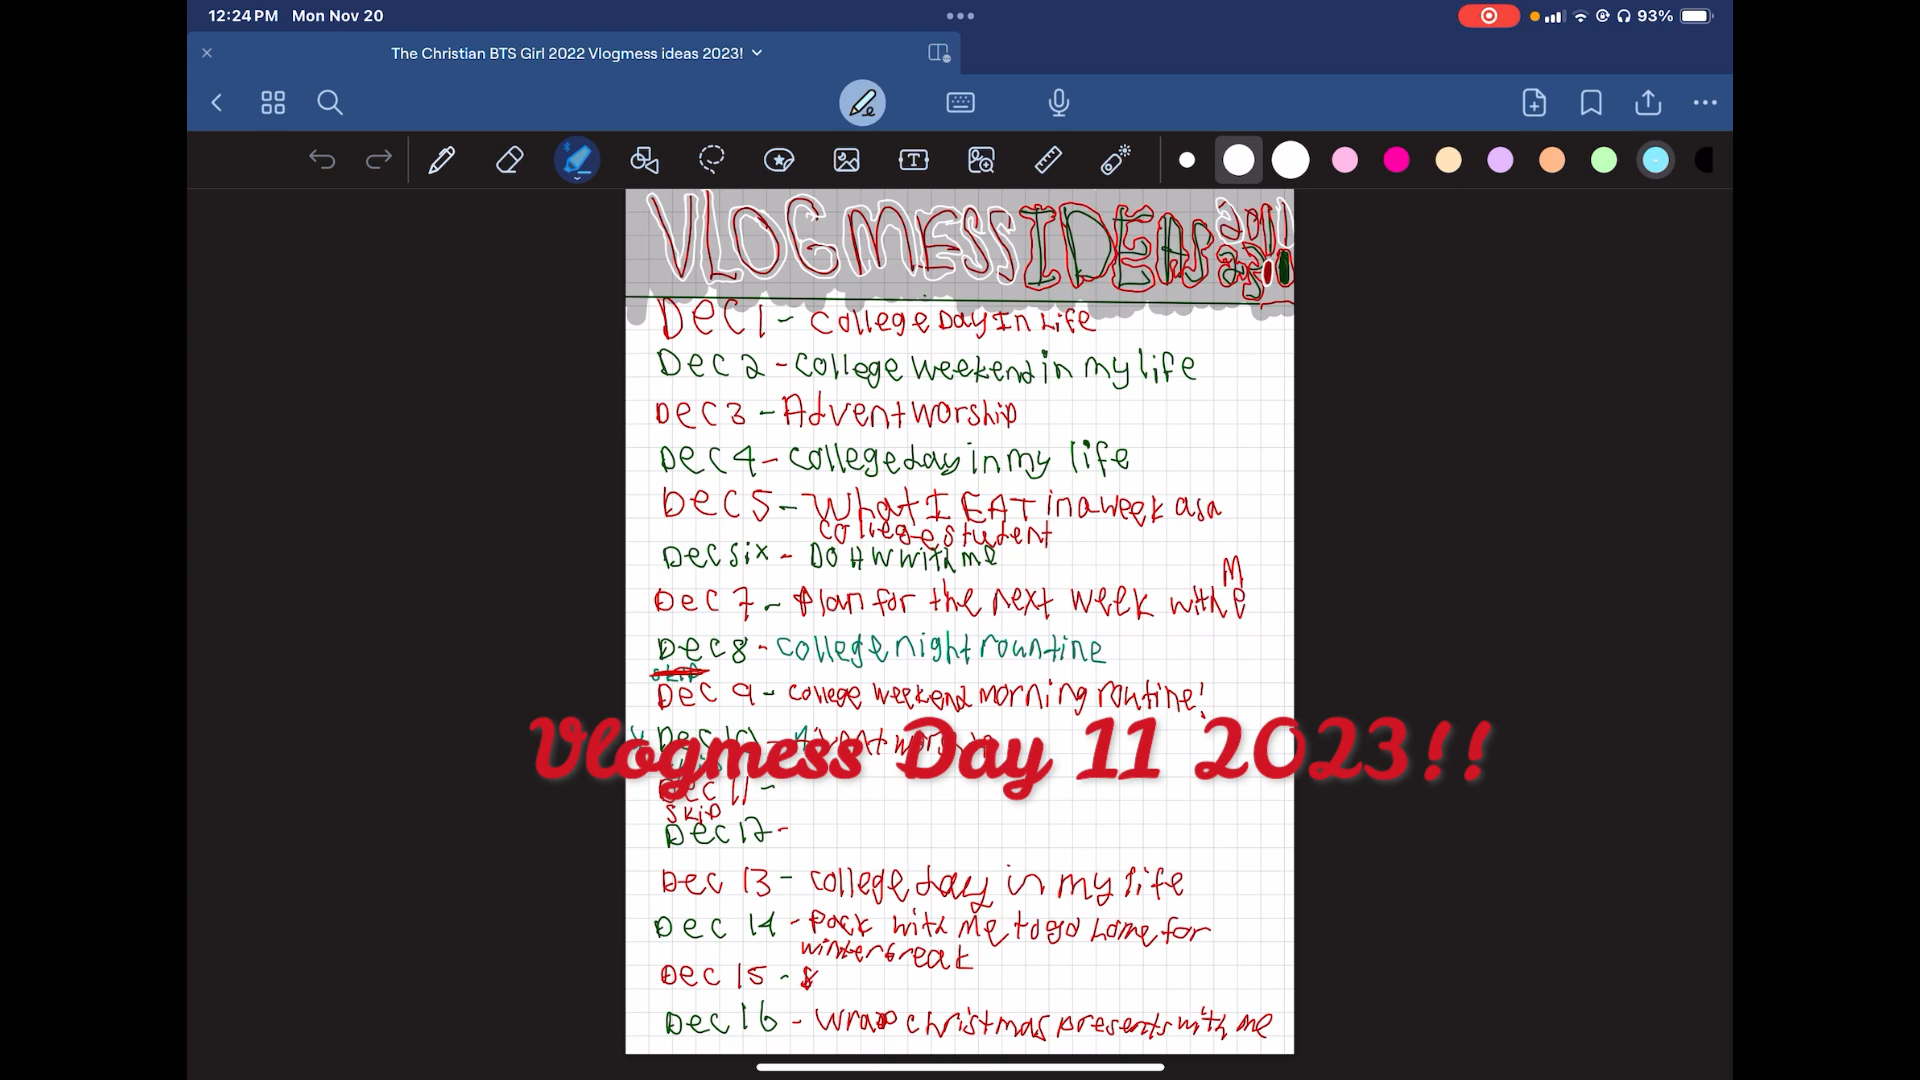 12:24 PM Mon Nov 20
93%
The Christian BTS Girl 2022 Vlogmess ideas 2023!
VLOGMESS IDEAS
Dec 1 - College Day In Life
Dec 2 - College weekend in my life
Dec 3 - Advent worship
Dec 4 - college day in my life
Dec 5 - What I EAT in a week as a
college student
Dec six - DO HW with me
Dec 7 - Plan for the next week with Me
Dec 8 - college night rountine
skip
Dec 9 - college weekend morning routine!
Dec 10 - Advent worship
Vlogmess Day 11 2023!!
Dec 11 -
Skip
Dec 12 -
Dec 13 - college day in my life
Dec 14 - Pack with Me to go home for
winter break
Dec 15 -
Dec 16 - wrap christmas presents with me